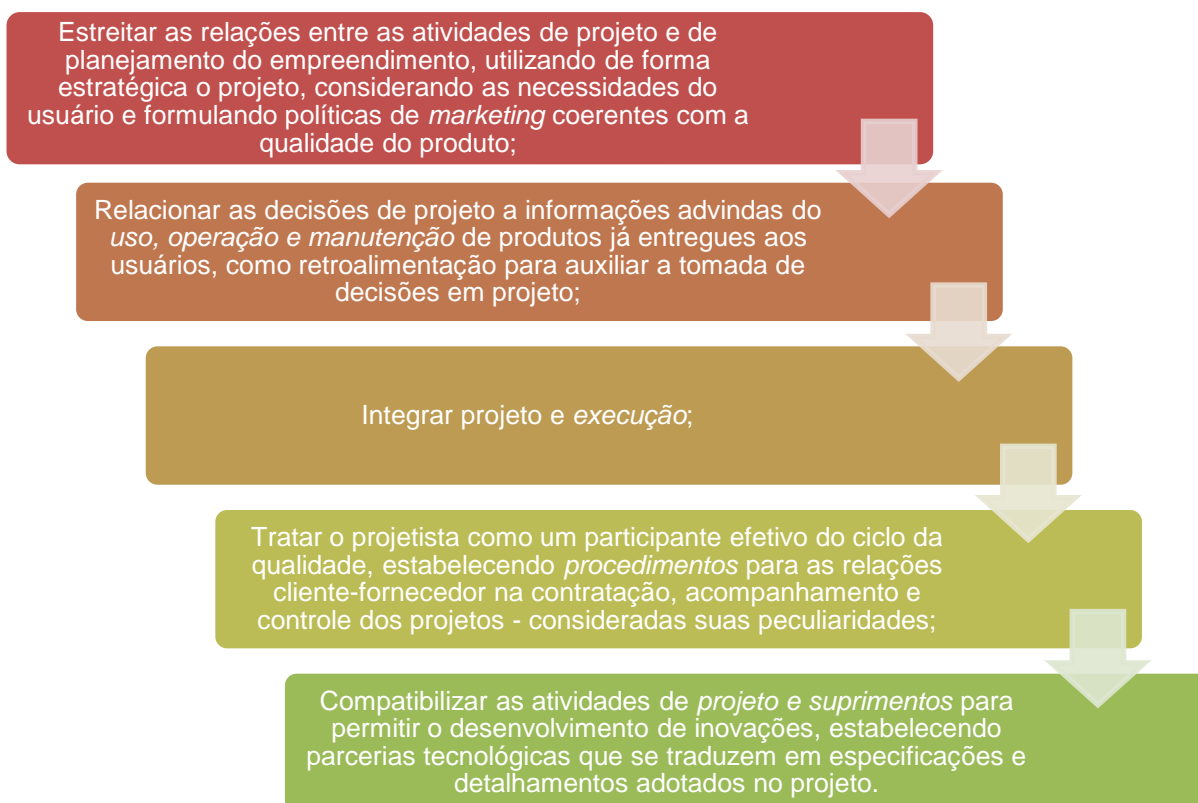 Estreitar as relações entre as atividades de projeto e de
planejamento do empreendimento, utilizando de forma
estratégica o projeto, considerando as necessidades do
usuário e formulando políticas de marketing coerentes com a
qualidade do produto;
Relacionar as decisões de projeto a informações advindas do
uso, operação e manutenção de produtos já entregues aos
usuários, como retroalimentação para auxiliar a tomada de
decisões em projeto;
Integrar projeto e execução;
Tratar o projetista como um participante efetivo do ciclo da
qualidade, estabelecendo procedimentos para as relações
cliente-fornecedor na contratação, acompanhamento e
controle dos projetos - consideradas suas peculiaridades;
Compatibilizar as atividades de projeto e suprimentos para
permitir o desenvolvimento de inovações, estabelecendo
parcerias tecnológicas que se traduzem em especificações e
detalhamentos adotados no projeto.